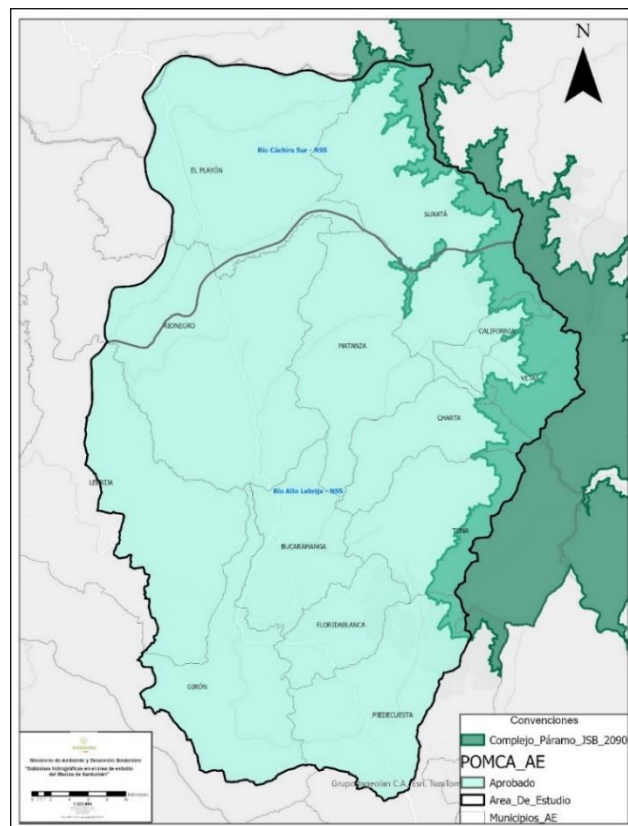 N
Río Cáchira Sur - NSS
EL PLAYÓN
SURATÁ
RIONEGRO
CALIFORNIA
MATANZA
VETAS
CHARTA
LEBRIJA
Río Alto Lebrija - NSS
TONA
BUCARAMANGA
FLORIDABLANCA
GIRÓN
PIEDECUESTA
Convenciones
Complejo_Páramo_JSB_2090
POMCA_AE
Aprobado
Area_De_Estudio
Municipios_AE
Ambiente
Ministerio de Ambiente y Desarrollo Sostenible
"Subzonas hidrográficas en el área de estudio
del Macizo de Santurbán"